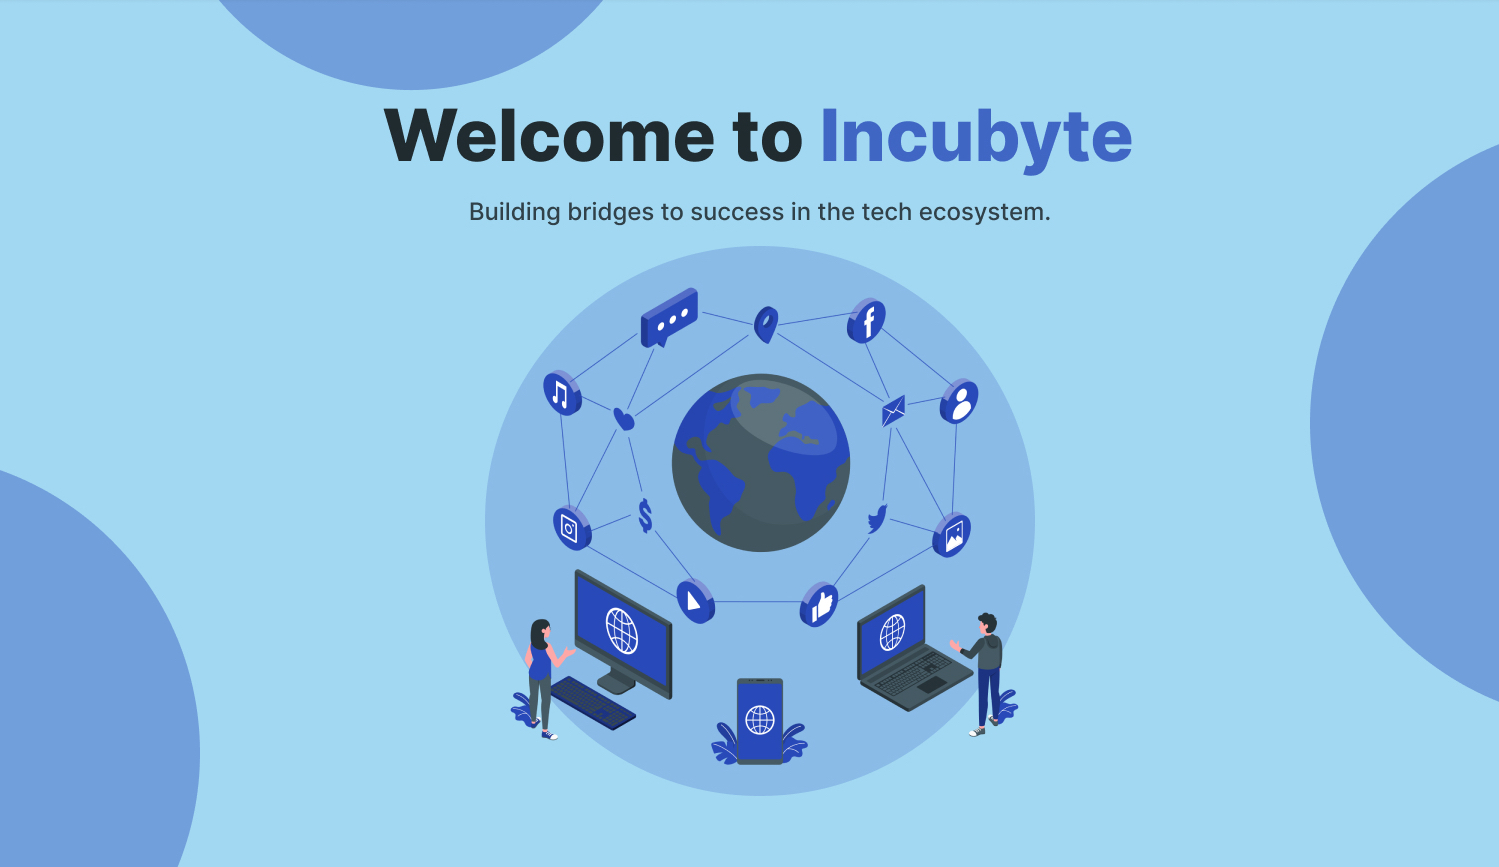 Welcome to Incubyte
Building bridges to success in the tech ecosystem.